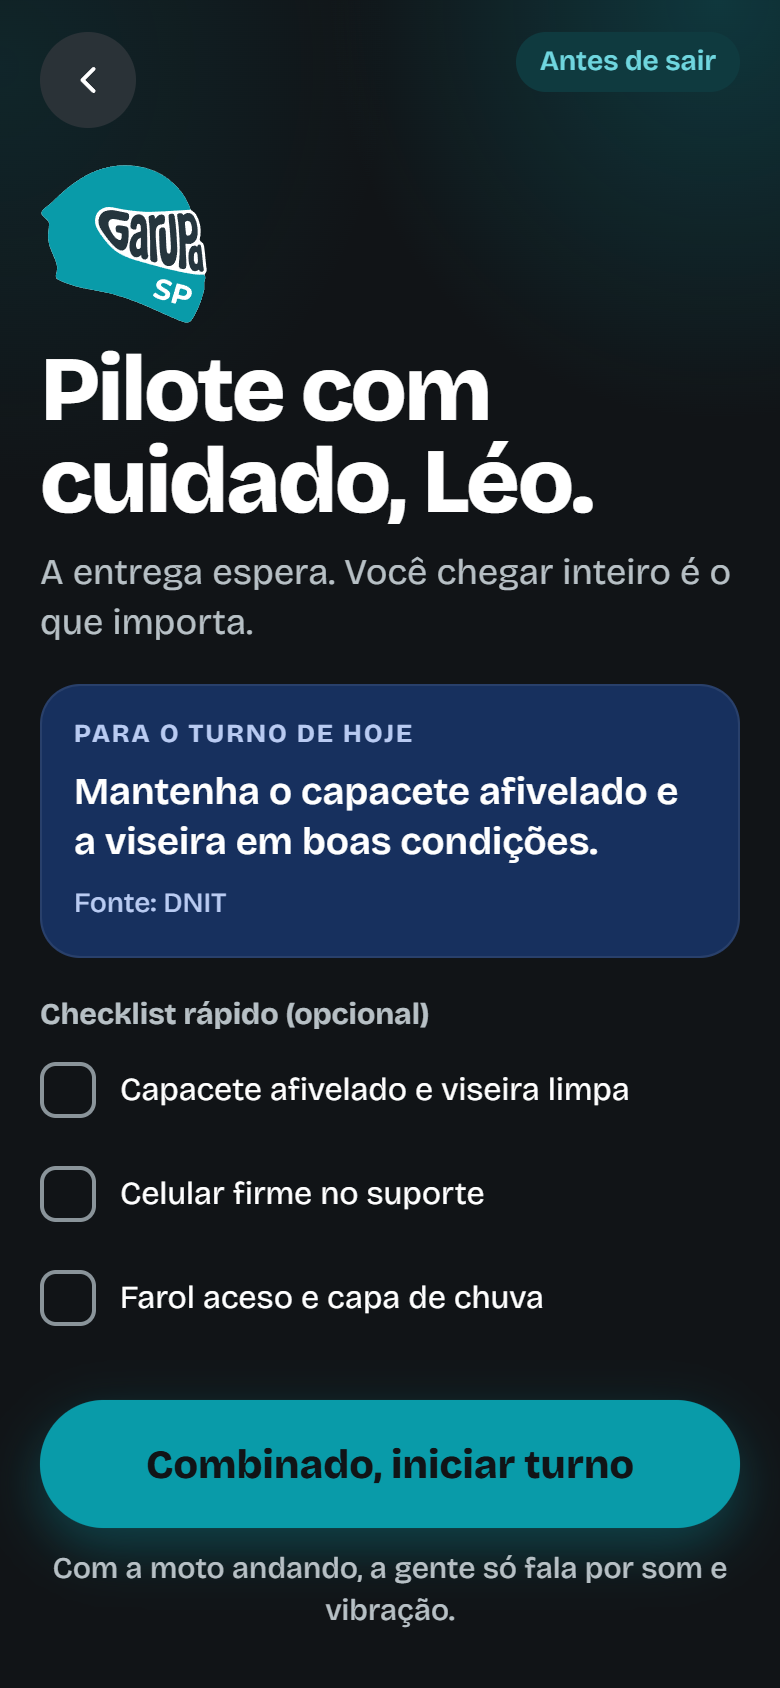 Antes de sair
Garupa
SP
Pilote com
cuidado, Léo.
A entrega espera. Você chegar inteiro é o
que importa.
PARA O TURNO DE HOJE
Mantenha o capacete afivelado e
a viseira em boas condições.
Fonte: DNIT
Checklist rápido (opcional)
Capacete afivelado e viseira limpa
Celular firme no suporte
Farol aceso e capa de chuva
Combinado, iniciar turno
Com a moto andando, a gente só fala por som e
vibração.